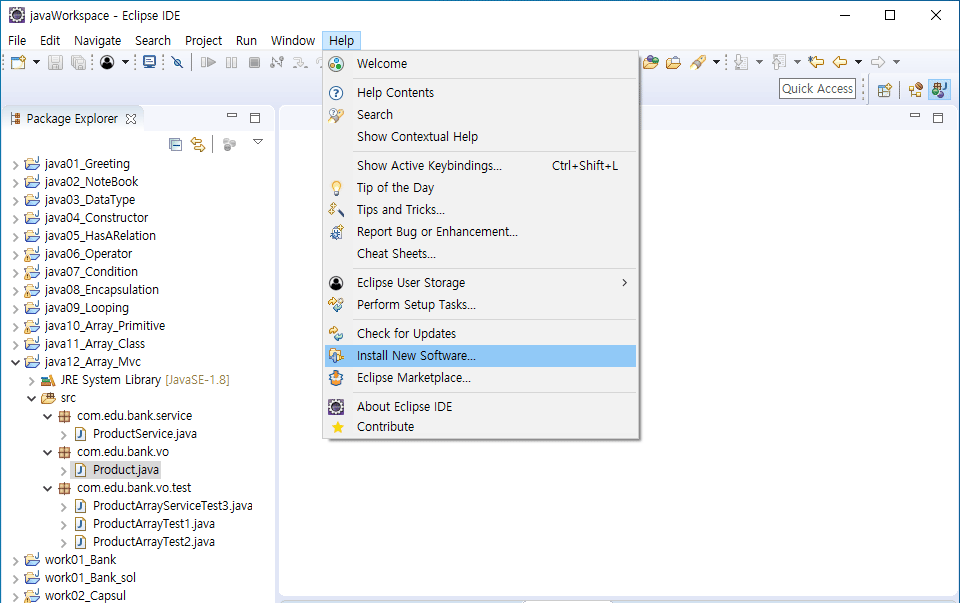 javaWorkspace - Eclipse IDE
File Edit Navigate Search Project Run Window Help
Quick Access
Package Explorer
java01_Greeting
java02_NoteBook
java03_DataType
java04_Constructor
java05_HasARelation
java06_Operator
java07_Condition
java08_Encapsulation
java09_Looping
java10_Array_Primitive
java11_Array_Class
java12_Array_Mvc
JRE System Library [JavaSE-1.8]
src
com.edu.bank.service
ProductService.java
com.edu.bank.vo
Product.java
com.edu.bank.vo.test
ProductArrayServiceTest3.java
ProductArrayTest1.java
ProductArrayTest2.java
work01_Bank
work01_Bank_sol
work02_Capsul
Welcome
Help Contents
Search
Show Contextual Help
Show Active Keybindings... Ctrl+Shift+L
Tip of the Day
Tips and Tricks...
Report Bug or Enhancement...
Cheat Sheets...
Eclipse User Storage
Perform Setup Tasks...
Check for Updates
Install New Software...
Eclipse Marketplace...
About Eclipse IDE
Contribute